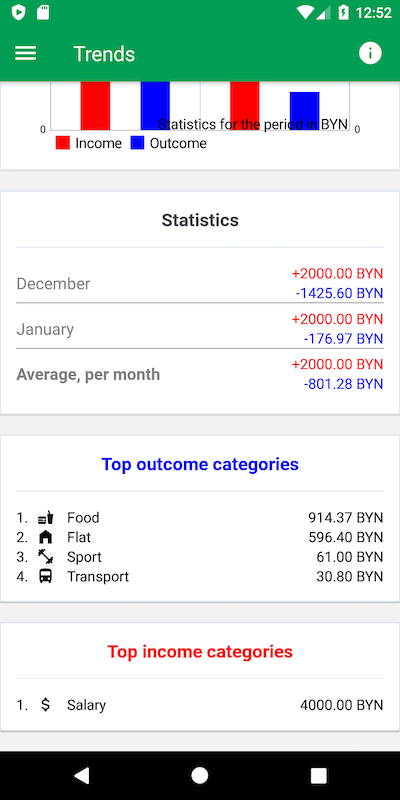 12:52
Trends
0
Statistics for the period in BYN
0
Income
Outcome
Statistics
December
+2000.00 BYN
-1425.60 BYN
January
+2000.00 BYN
-176.97 BYN
Average, per month
+2000.00 BYN
-801.28 BYN
Top outcome categories
1. Food 914.37 BYN
2. Flat 596.40 BYN
3. Sport 61.00 BYN
4. Transport 30.80 BYN
Top income categories
1. $ Salary 4000.00 BYN